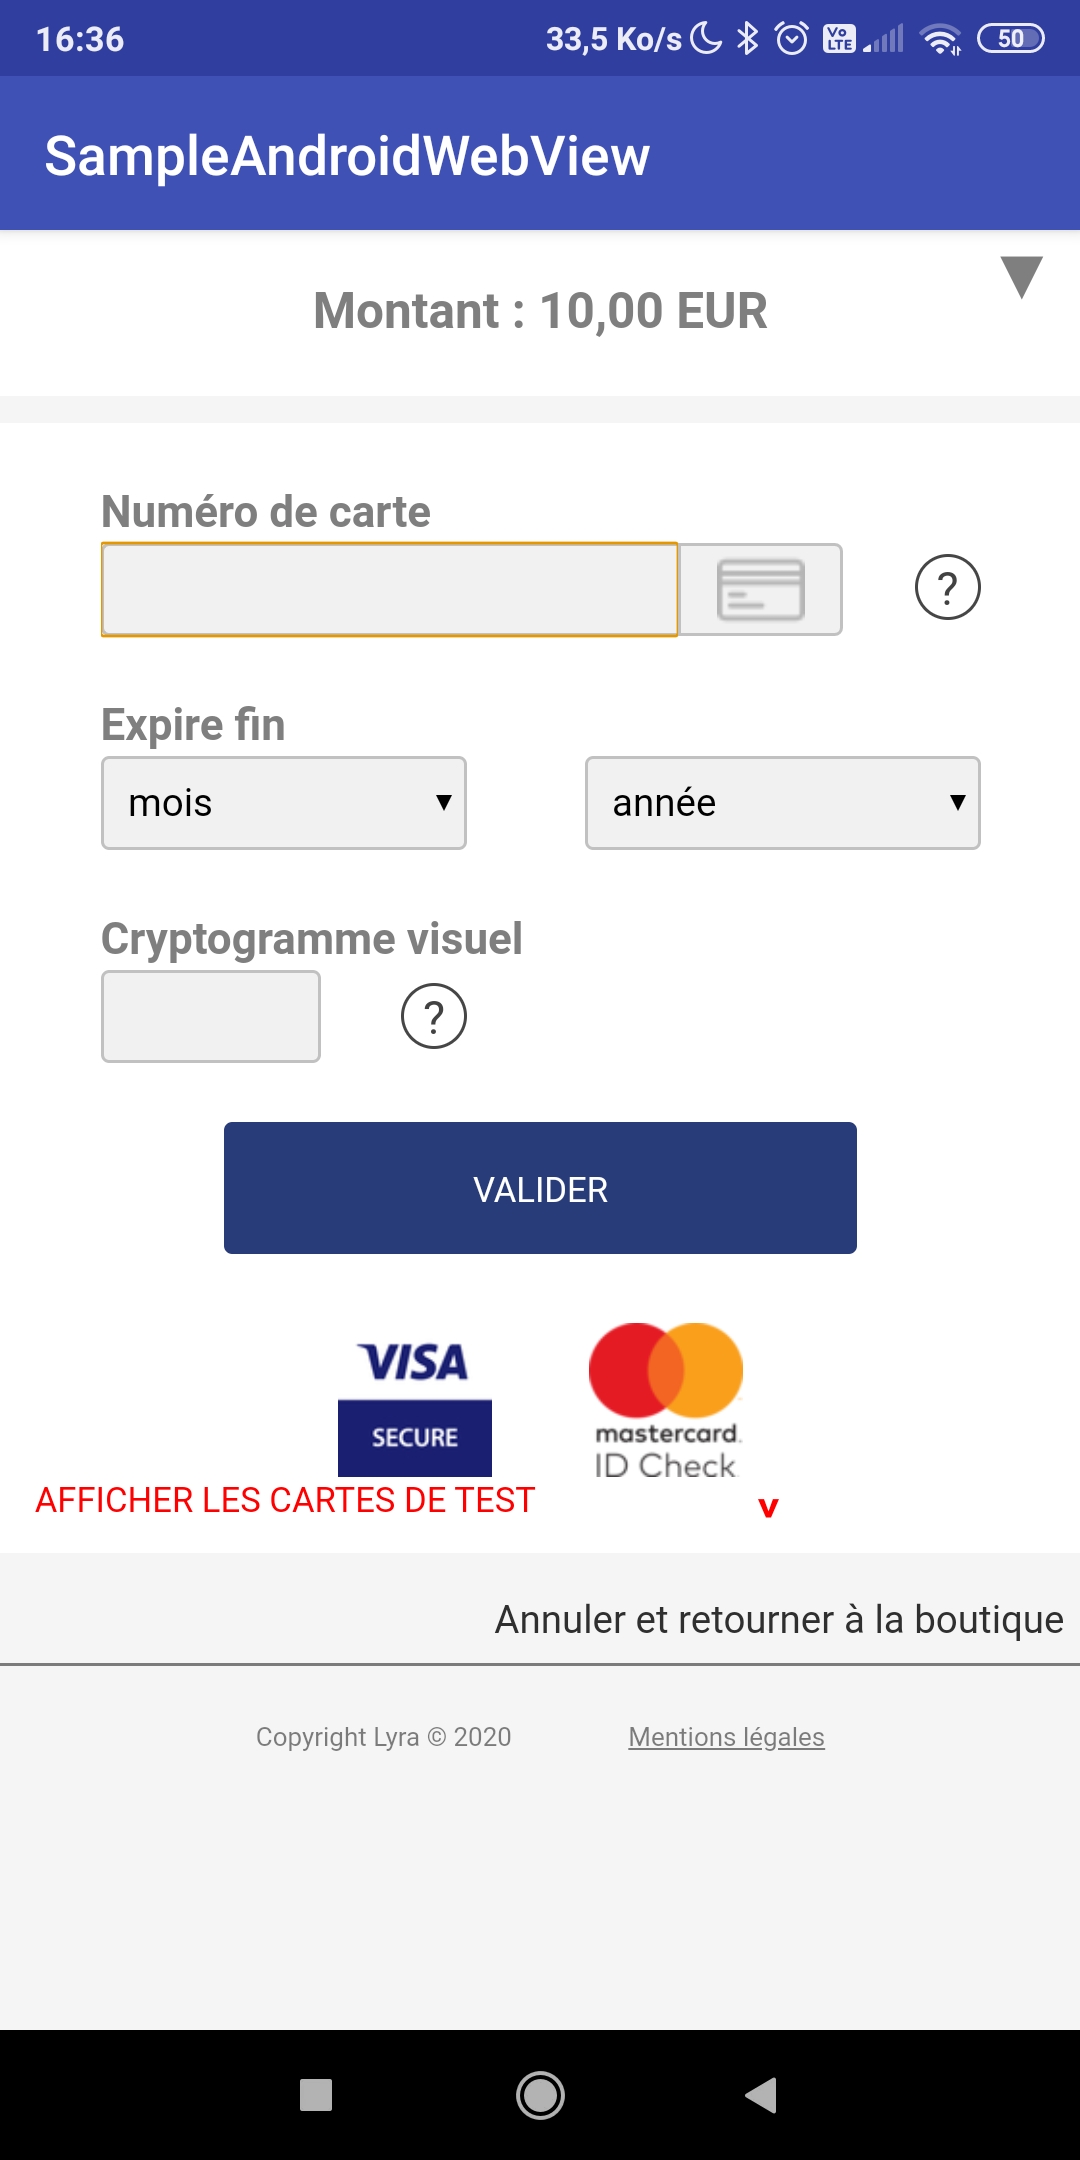 16:36 33,5 Ko/s Vo LTE 50
SampleAndroidWebView
Montant : 10,00 EUR
Numéro de carte
?
Expire fin
mois année
Cryptogramme visuel
?
VALIDER
VISA
SECURE
mastercard.
ID Check
AFFICHER LES CARTES DE TEST v
Annuler et retourner à la boutique
Copyright Lyra © 2020 Mentions légales